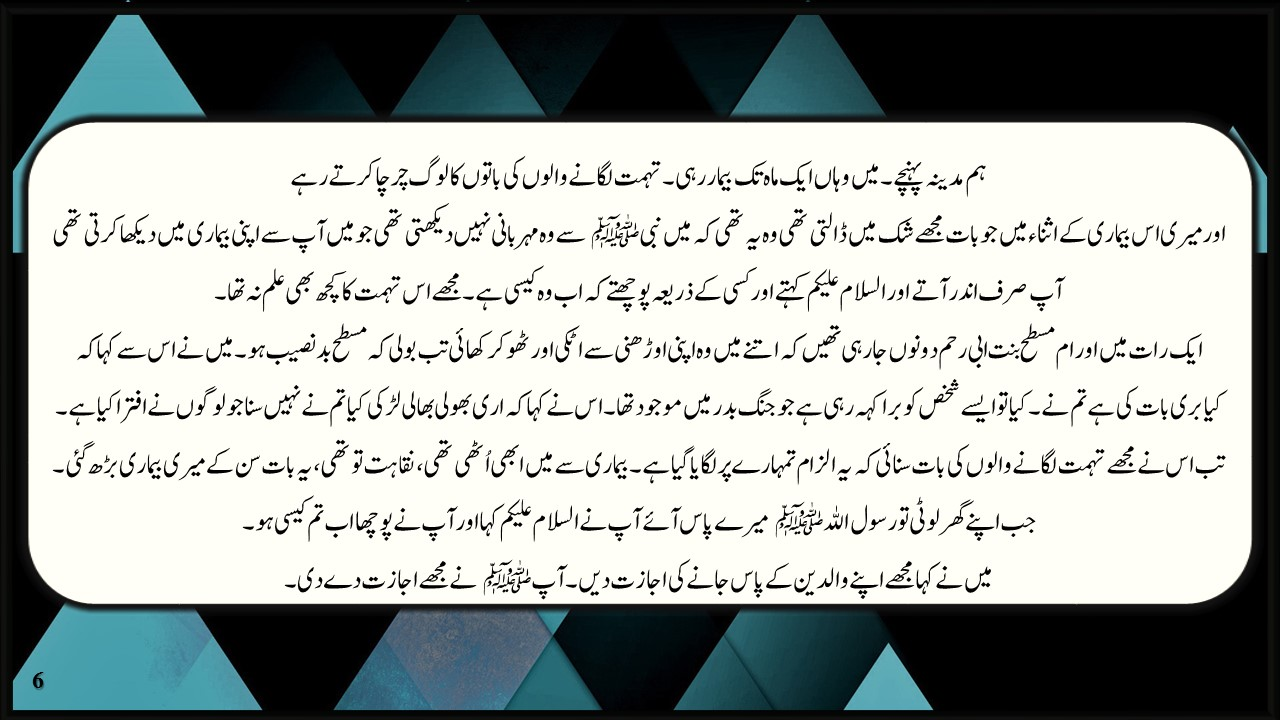 ہم مدینہ پہنچے۔ میں وہاں ایک ماہ تک بیمار رہی۔ تہمت لگانے والوں کی باتوں کا لوگ چرچا کرتے رہے
اور میری اس بیماری کے اثناء میں جو بات مجھے شک میں ڈالتی تھی وہ یہ تھی کہ میں نبی ﷺ سے وہ مہربانی نہیں دیکھتی تھی جو میں آپ سے اپنی بیماری میں دیکھا کرتی تھی
آپ صرف اندر آتے اور السلام علیکم کہتے اور کسی کے ذریعہ پوچھتے کہ اب وہ کیسی ہے۔ مجھے اس تہمت کا کچھ بھی علم نہ تھا۔
ایک رات میں اور ام مسطح بنت ابی رحم دونوں جا رہی تھیں کہ اتنے میں وہ اپنی اوڑھنی سے اٹکی اور ٹھوکر کھائی تب بولی کہ مسطح بد نصیب ہو۔ میں نے اس سے کہا کہ
کیا بری بات کی ہے تم نے۔ کیا تو ایسے شخص کو برا کہہ رہی ہے جو جنگ بدر میں موجود تھا۔ اس نے کہا کہ اری بھولی بھالی لڑکی کیا تم نے نہیں سنا جو لوگوں نے افترا کیا ہے۔
تب اس نے مجھے تہمت لگانے والوں کی بات سنائی کہ یہ الزام تمہارے پر لگایا گیا ہے۔ بیماری سے میں ابھی اُٹھی تھی، نقاہت تو تھی، یہ بات سن کے میری بیماری بڑھ گئی۔
جب اپنے گھر لوٹی تو رسول اللہ ﷺ میرے پاس آئے آپ نے السلام علیکم کہا اور آپ نے پوچھا اب تم کیسی ہو۔
میں نے کہا مجھے اپنے والدین کے پاس جانے کی اجازت دیں۔ آپ ﷺ نے مجھے اجازت دے دی۔
6